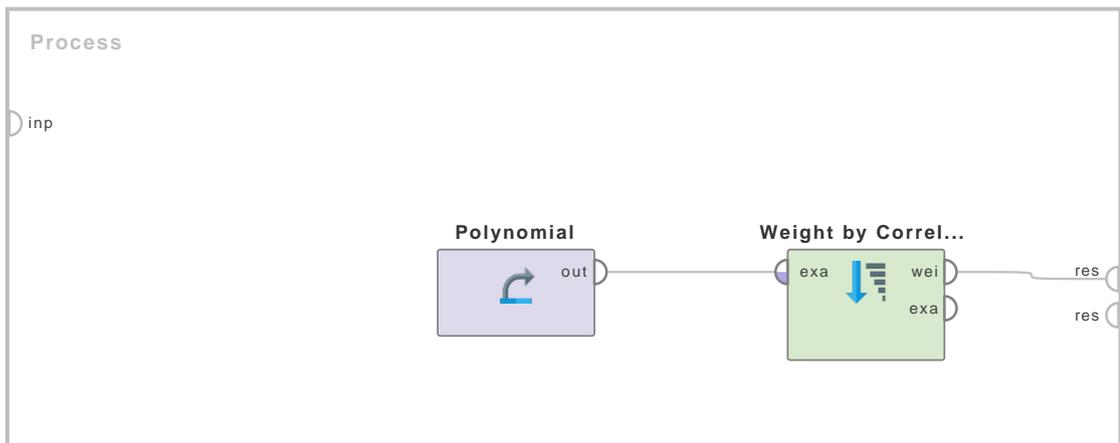 Process
inp
Polynomial
out
Weight by Correl...
exa
wei
exa
res
res